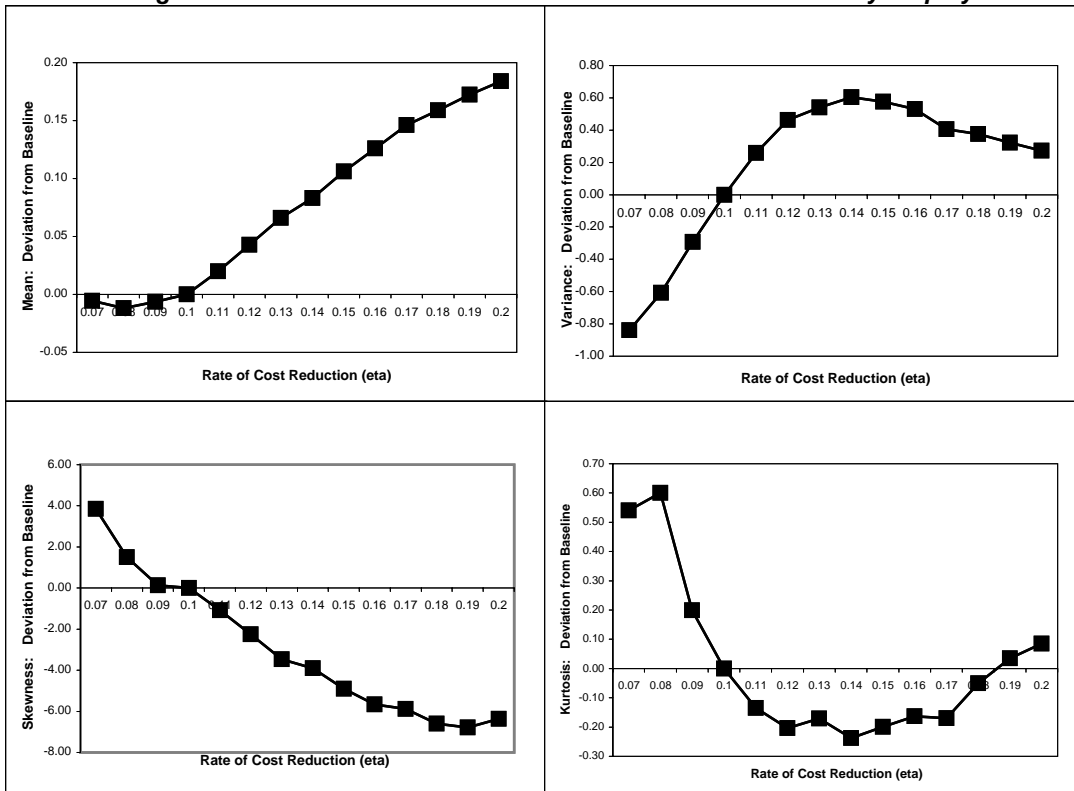 0.20
0.15
0.10
0.05
0.00
-0.05
Mean: Deviation from Baseline
0.07 0.08 0.09 0.1 0.11 0.12 0.13 0.14 0.15 0.16 0.17 0.18 0.19 0.2
Rate of Cost Reduction (eta)
0.80
0.60
0.40
0.20
0.00
-0.20
-0.40
-0.60
-0.80
-1.00
Variance: Deviation from Baseline
0.07 0.08 0.09 0.1 0.11 0.12 0.13 0.14 0.15 0.16 0.17 0.18 0.19 0.2
Rate of Cost Reduction (eta)
6.00
4.00
2.00
0.00
-2.00
-4.00
-6.00
-8.00
Skewness: Deviation from Baseline
0.07 0.08 0.09 0.1 0.11 0.12 0.13 0.14 0.15 0.16 0.17 0.18 0.19 0.2
Rate of Cost Reduction (eta)
0.70
0.60
0.50
0.40
0.30
0.20
0.10
0.00
-0.10
-0.20
-0.30
Kurtosis: Deviation from Baseline
0.07 0.08 0.09 0.1 0.11 0.12 0.13 0.14 0.15 0.16 0.17 0.18 0.19 0.2
Rate of Cost Reduction (eta)